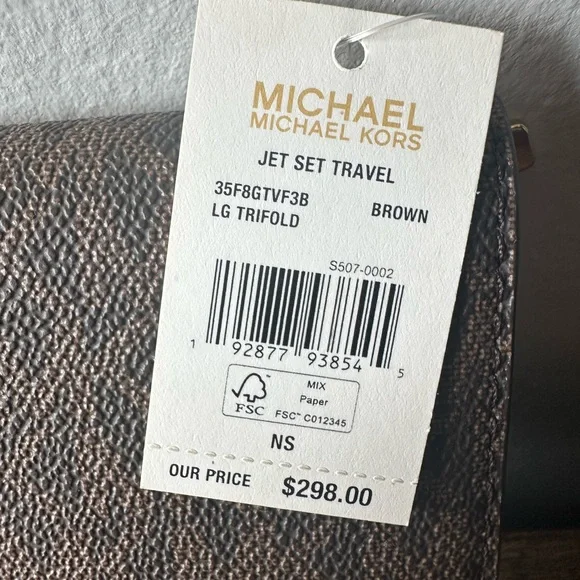 MICHAEL
MICHAEL KORS
JET SET TRAVEL
35F8GTVF3B
LG TRIFOLD BROWN
S507-0002
1 92877 93854 5
FSC
MIX
Paper
FSC™ C012345
NS
OUR PRICE $298.00